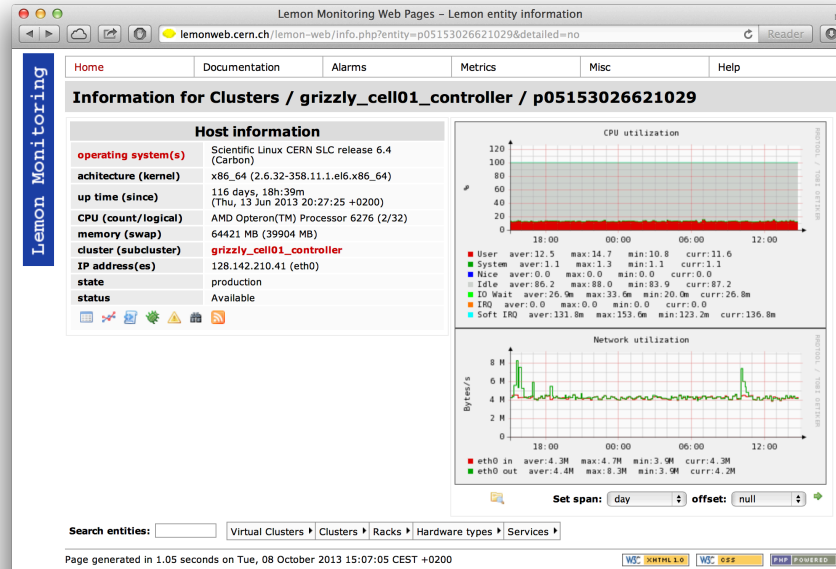 Lemon Monitoring Web Pages – Lemon entity information
lemonweb.cern.ch/lemon-web/info.php?entity=p05153026621029&detailed=no
Reader
Lemon Monitoring
Home Documentation Alarms Metrics Misc Help
Information for Clusters / grizzly_cell01_controller / p05153026621029
Host information
operating system(s) Scientific Linux CERN SLC release 6.4
(Carbon)
achitecture (kernel) x86_64 (2.6.32-358.11.1.el6.x86_64)
up time (since) 116 days, 18h:39m
(Thu, 13 Jun 2013 20:27:25 +0200)
CPU (count/logical) AMD Opteron(TM) Processor 6276 (2/32)
memory (swap) 64421 MB (39904 MB)
cluster (subcluster) grizzly_cell01_controller
IP address(es) 128.142.210.41 (eth0)
state production
status Available
CPU utilization
RRDTOOL / TOBI OETIKER
%
120
100
80
60
40
20
0
18:00 00:00 06:00 12:00
User aver:12.5 max:14.7 min:10.8 curr:11.6
System aver:1.1 max:1.3 min:1.1 curr:1.1
Nice aver:0.0 max:0.0 min:0.0 curr:0.0
Idle aver:86.2 max:88.0 min:83.9 curr:87.2
IO Wait aver:26.9m max:33.6m min:20.0m curr:26.8m
IRQ aver:0.0 max:0.0 min:0.0 curr:0.0
Soft IRQ aver:131.8m max:153.6m min:123.2m curr:136.8m
Network utilization
RRDTOOL / TOBI OETIKER
Bytes/s
8 M
6 M
4 M
2 M
0
18:00 00:00 06:00 12:00
eth0 in aver:4.3M max:4.7M min:3.9M curr:4.3M
eth0 out aver:4.4M max:8.3M min:3.9M curr:4.2M
Set span: day offset: null
Search entities: Virtual Clusters Clusters Racks Hardware types Services
Page generated in 1.05 seconds on Tue, 08 October 2013 15:07:05 CEST +0200
W3C XHTML 1.0 W3C CSS PHP POWERED